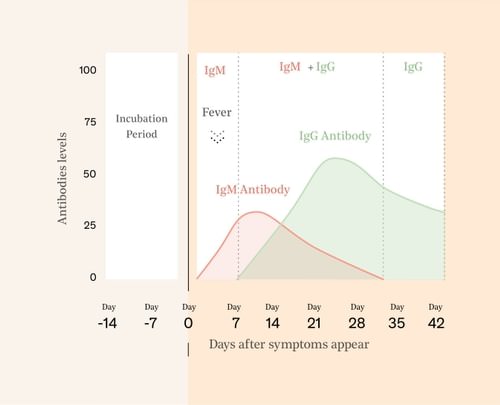 IgM
IgM + IgG
IgG
100
Fever
75
Incubation
Period
IgG Antibody
50
IgM Antibody
25
0
Antibodies levels
Day Day Day Day Day Day Day Day Day
-14 -7 0 7 14 21 28 35 42
Days after symptoms appear